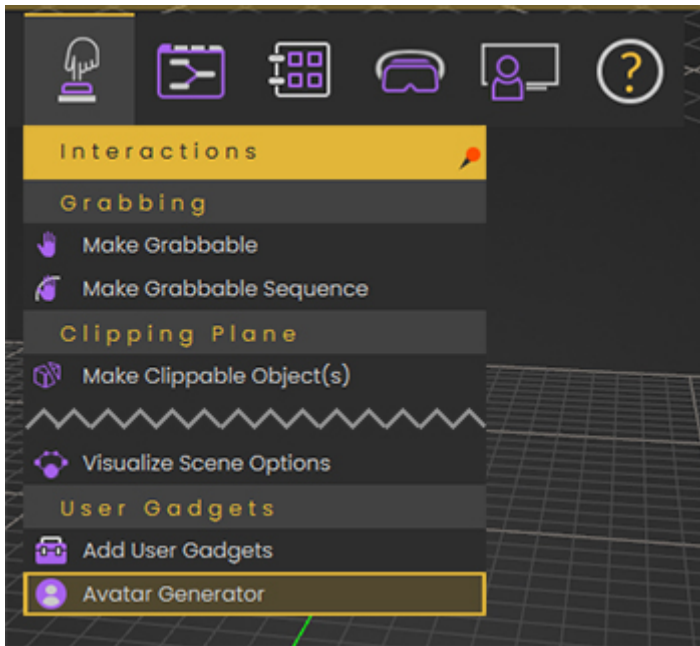 ?
Interactions
Grabbing
Make Grabbable
Make Grabbable Sequence
Clipping Plane
Make Clippable Object(s)
Visualize Scene Options
User Gadgets
Add User Gadgets
Avatar Generator